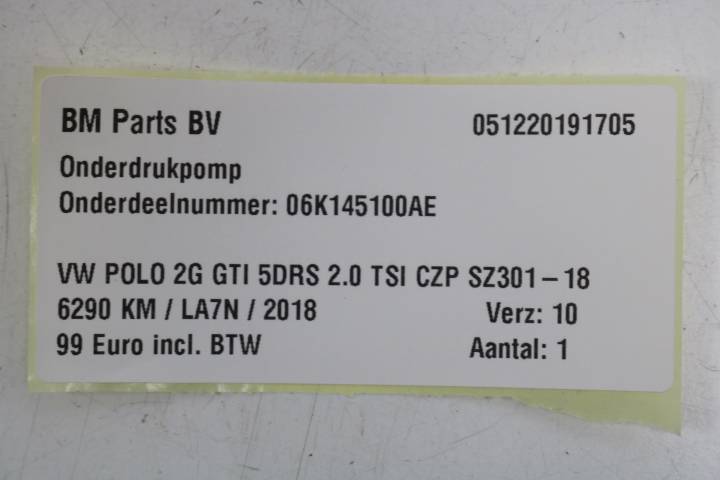 BM Parts BV 051220191705
Onderdrukpomp
Onderdeelnummer: 06K145100AE
VW POLO 2G GTI 5DRS 2.0 TSI CZP SZ301-18
6290 KM / LA7N / 2018 Verz: 10
99 Euro incl. BTW Aantal: 1